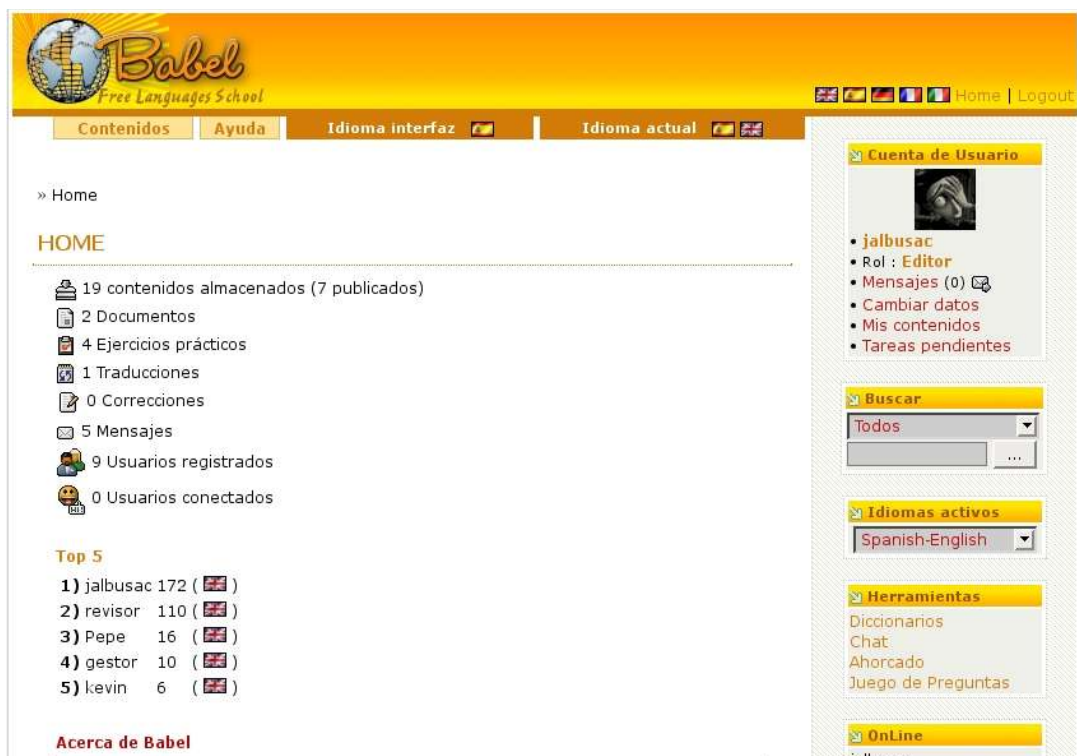 Babel
Free Languages School
Home | Logout
Contenidos Ayuda Idioma interfaz Idioma actual
» Home
HOME
19 contenidos almacenados (7 publicados)
2 Documentos
4 Ejercicios prácticos
1 Traducciones
0 Correcciones
5 Mensajes
9 Usuarios registrados
0 Usuarios conectados
Top 5
1) jalbusac 172 ( )
2) revisor 110 ( )
3) Pepe 16 ( )
4) gestor 10 ( )
5) kevin 6 ( )
Acerca de Babel
Cuenta de Usuario
• jalbusac
• Rol : Editor
• Mensajes (0)
• Cambiar datos
• Mis contenidos
• Tareas pendientes
Buscar
Todos
...
Idiomas activos
Spanish-English
Herramientas
Diccionarios
Chat
Ahorcado
Juego de Preguntas
OnLine